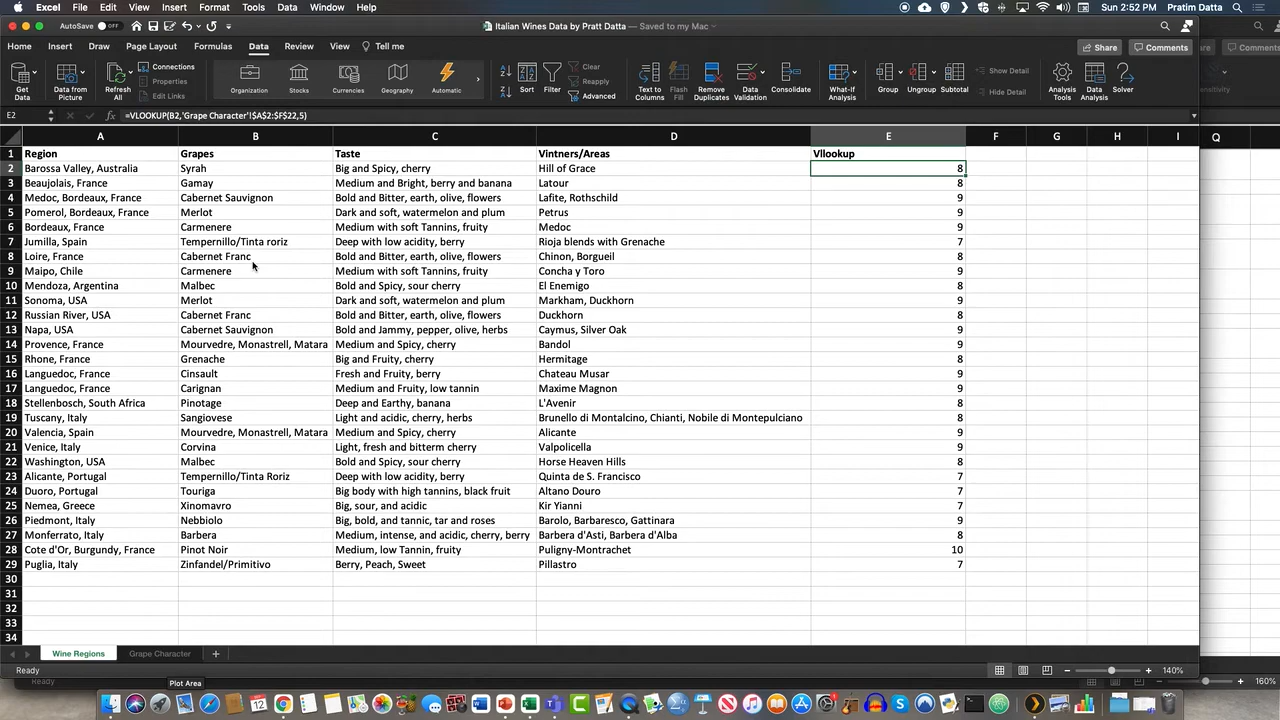 Excel File Edit View Insert Format Tools Data Window Help Sun 2:52 PM Pratim Datta
AutoSave OFF Italian Wines Data by Pratt Datta — Saved to my Mac
Home Insert Draw Page Layout Formulas Data Review View Tell me Share Comments
Get Data Data from Picture Refresh All Connections Properties Edit Links Organization Stocks Currencies Geography Automatic Sort Filter Clear Reapply Advanced Text to Columns Remove Duplicates Data Validation Consolidate What-if Analysis Group Ungroup Subtotal Show Detail Hide Detail Analysis Tools Data Analysis Solver
E2 fx =VLOOKUP(B2,'Grape Character'!$A$2:$F$22,5)
A B C D E F G H I Q
1 Region Grapes Taste Vintners/Areas Vllookup
2 Barossa Valley, Australia Syrah Big and Spicy, cherry Hill of Grace 8
3 Beaujolais, France Gamay Medium and Bright, berry and banana Latour 8
4 Medoc, Bordeaux, France Cabernet Sauvignon Bold and Bitter, earth, olive, flowers Lafite, Rothschild 9
5 Pomerol, Bordeaux, France Merlot Dark and soft, watermelon and plum Petrus 9
6 Bordeaux, France Carmenere Medium with soft Tannins, fruity Medoc 9
7 Jumilla, Spain Tempernillo/Tinta roriz Deep with low acidity, berry Rioja blends with Grenache 7
8 Loire, France Cabernet Franc Bold and Bitter, earth, olive, flowers Chinon, Borgueil 8
9 Maipo, Chile Carmenere Medium with soft Tannins, fruity Concha y Toro 9
10 Mendoza, Argentina Malbec Bold and Spicy, sour cherry El Enemigo 8
11 Sonoma, USA Merlot Dark and soft, watermelon and plum Markham, Duckhorn 9
12 Russian River, USA Cabernet Franc Bold and Bitter, earth, olive, flowers Duckhorn 8
13 Napa, USA Cabernet Sauvignon Bold and Jammy, pepper, olive, herbs Caymus, Silver Oak 9
14 Provence, France Mourvedre, Monastrell, Matara Medium and Spicy, cherry Bandol 9
15 Rhone, France Grenache Big and Fruity, cherry Hermitage 8
16 Languedoc, France Cinsault Fresh and Fruity, berry Chateau Musar 9
17 Languedoc, France Carignan Medium and Fruity, low tannin Maxime Magnon 9
18 Stellenbosch, South Africa Pinotage Deep and Earthy, banana L'Avenir 8
19 Tuscany, Italy Sangiovese Light and acidic, cherry, herbs Brunello di Montalcino, Chianti, Nobile di Montepulciano 8
20 Valencia, Spain Mourvedre, Monastrell, Matara Medium and Spicy, cherry Alicante 9
21 Venice, Italy Corvina Light, fresh and bitterm cherry Valpolicella 9
22 Washington, USA Malbec Bold and Spicy, sour cherry Horse Heaven Hills 8
23 Alicante, Portugal Tempernillo/Tinta Roriz Deep with low acidity, berry Quinta de S. Francisco 7
24 Duoro, Portugal Touriga Big body with high tannins, black fruit Altano Douro 7
25 Nemea, Greece Xinomavro Big, sour, and acidic Kir Yianni 7
26 Piedmont, Italy Nebbiolo Big, bold, and tannic, tar and roses Barolo, Barbaresco, Gattinara 9
27 Monferrato, Italy Barbera Medium, intense, and acidic, cherry, berry Barbera d'Asti, Barbera d'Alba 8
28 Cote d'Or, Burgundy, France Pinot Noir Medium, low Tannin, fruity Puligny-Montrachet 10
29 Puglia, Italy Zinfandel/Primitivo Berry, Peach, Sweet Pillastro 7
30
31
32
33
34
Wine Regions Grape Character +
Ready 140%
Ready Plot Area 160%